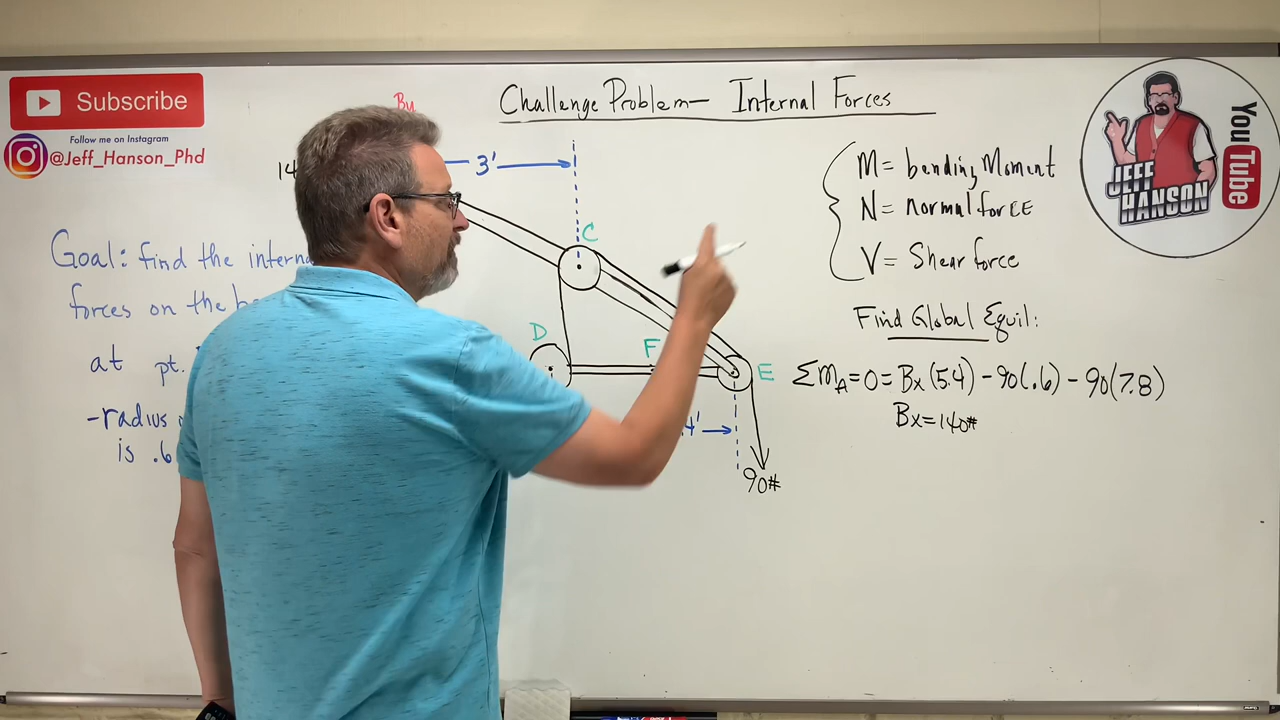 Subscribe
Follow me on Instagram
@Jeff_Hanson_Phd
Challenge Problem— Internal Forces
By
14
3'
Goal: find the
forces on the
at pt.
-radius
is .6
C
D
F
E
4'
90#
M= bending Moment
N= normal forCE
V= Shear force
Find Global Equil:
ΣMA=0=Bx(5.4)-90(.6)-90(7.8)
Bx=140#
JEFF
HANSON
YouTube